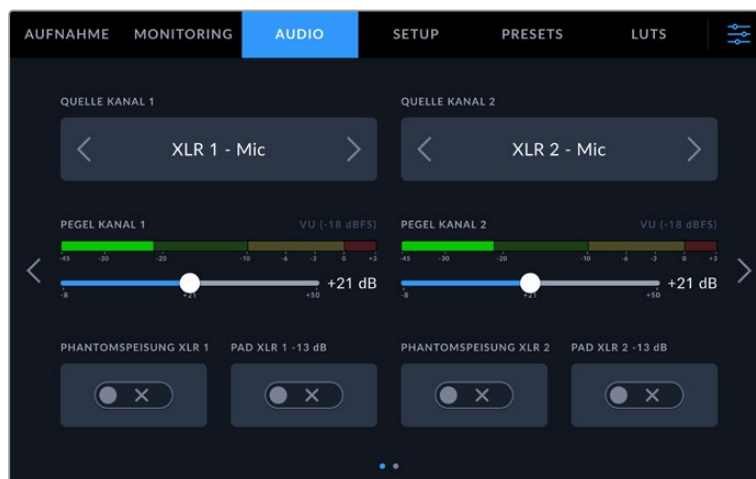 AUFNAHME MONITORING AUDIO SETUP PRESETS LUTS
QUELLE KANAL 1 QUELLE KANAL 2
XLR 1 - Mic XLR 2 - Mic
PEGEL KANAL 1 VU (-18 dBFS) PEGEL KANAL 2 VU (-18 dBFS)
-45 -30 -20 -10 -6 -3 0 +3 -45 -30 -20 -10 -6 -3 0 +3
+21 dB +21 dB
-8 +21 +50 -8 +21 +50
PHANTOMSPEISUNG XLR 1 PAD XLR 1 -13 dB PHANTOMSPEISUNG XLR 2 PAD XLR 2 -13 dB